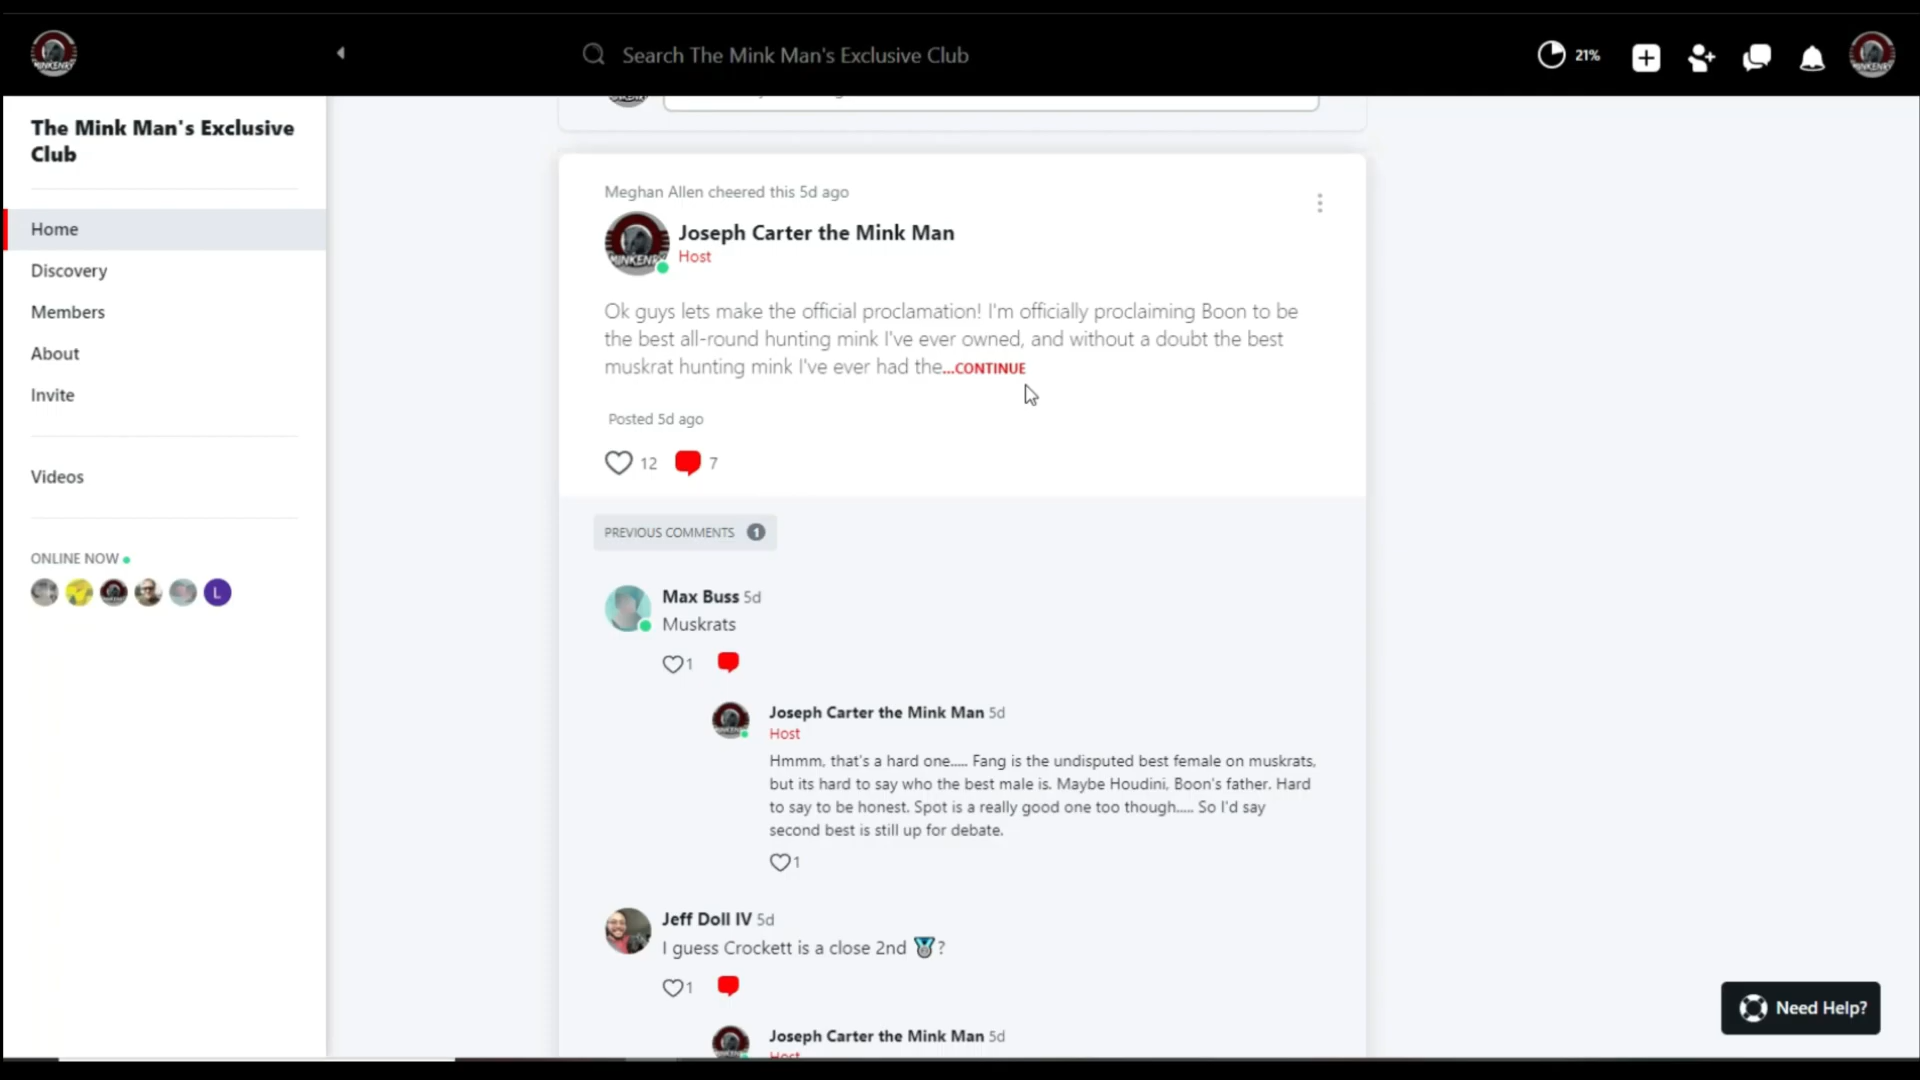 Search The Mink Man's Exclusive Club
21%
The Mink Man's Exclusive
Club
Home
Discovery
Members
About
Invite
Videos
ONLINE NOW
L
Meghan Allen cheered this 5d ago
Joseph Carter the Mink Man
MINKENRY
Host
Ok guys lets make the official proclamation! I'm officially proclaiming Boon to be
the best all-round hunting mink I've ever owned, and without a doubt the best
muskrat hunting mink I've ever had the...CONTINUE
Posted 5d ago
12 7
PREVIOUS COMMENTS 1
Max Buss 5d
Muskrats
1
Joseph Carter the Mink Man 5d
Host
Hmmm, that's a hard one..... Fang is the undisputed best female on muskrats,
but its hard to say who the best male is. Maybe Houdini, Boon's father. Hard
to say to be honest. Spot is a really good one too though..... So I'd say
second best is still up for debate.
1
Jeff Doll IV 5d
I guess Crockett is a close 2nd 🥈?
1
Joseph Carter the Mink Man 5d
Host
Need Help?